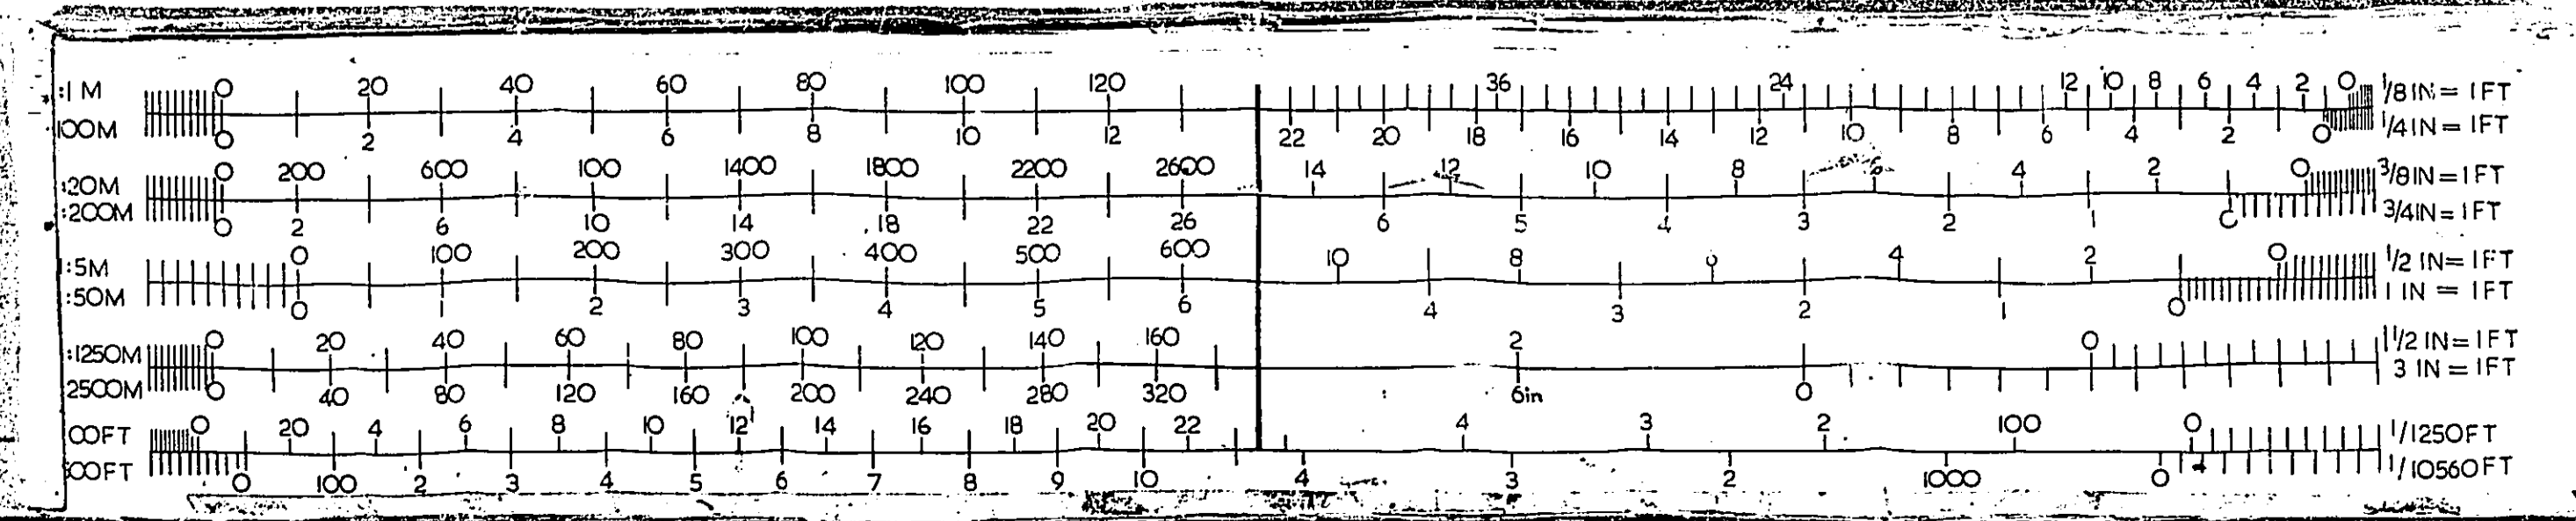 :1 M 0 20 40 60 80 100 120 36 24 12 10 8 6 4 2 0 1/8 IN = 1 FT
100M 0 2 4 6 8 10 12 22 20 18 16 14 12 10 8 6 4 2 0 1/4 IN = 1 FT
:20M 0 200 600 100 1400 1800 2200 2600 14 12 10 8 6 4 2 0 3/8 IN = 1 FT
:200M 0 2 6 10 14 18 22 26 6 5 4 3 2 1 0 3/4 IN = 1 FT
1:5M 0 100 200 300 400 500 600 10 8 4 2 0 1/2 IN = 1 FT
:50M 0 1 2 3 4 5 6 4 3 2 1 0 1 IN = 1 FT
:1250M 0 20 40 60 80 100 120 140 160 2 0 1 1/2 IN = 1 FT
2500M 0 40 80 120 160 200 240 280 320 6in 0 3 IN = 1 FT
00FT 0 20 4 6 8 10 12 14 16 18 20 22 4 3 2 100 0 1/1250FT
00FT 0 100 2 3 4 5 6 7 8 9 10 4 3 2 1000 0 1/10560FT